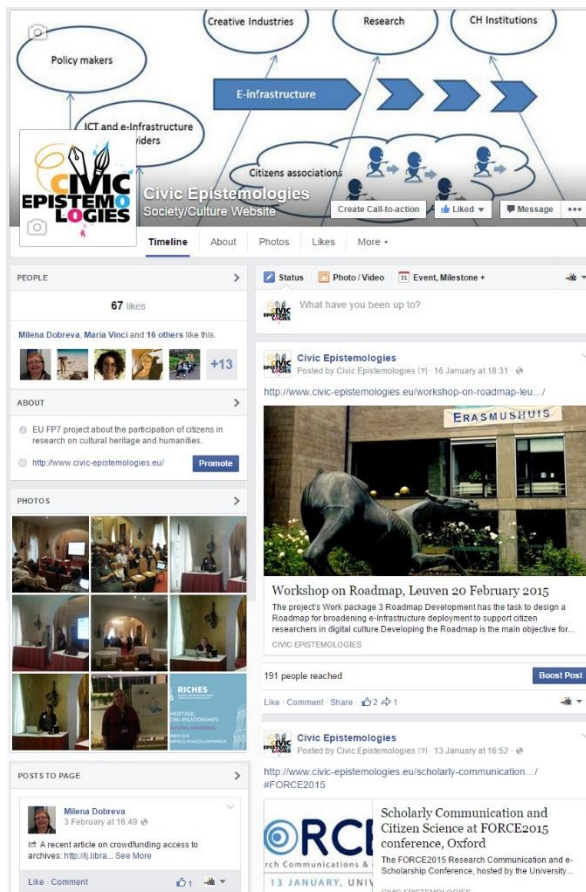 Creative Industries
Research
CH Institutions
Policy makers
E-infrastructure
ICT and e-Infrastructure
Citizens associations
CIVIC
EPISTEMO
LOGIES
Civic Epistemologies
Society/Culture Website
Create Call-to-action
Liked
Message
Timeline
About
Photos
Likes
More
PEOPLE
67 likes
Milena Dobreva, Maria Vinci and 16 others like this.
+13
ABOUT
EU FP7 project about the participation of citizens in
research on cultural heritage and humanities.
http://www.civic-epistemologies.eu/
Promote
PHOTOS
RICHES
POSTS TO PAGE
Milena Dobreva
3 February at 16:49
A recent article on crowdfunding access to
archives: http://lj.libra... See More
Like · Comment
1
Status
Photo / Video
Event, Milestone +
What have you been up to?
Civic Epistemologies
Posted by Civic Epistemologies [?] · 16 January at 18:31
http://www.civic-epistemologies.eu/workshop-on-roadmap-leu.../
ERASMUSHUIS
Workshop on Roadmap, Leuven 20 February 2015
The project's Work package 3 Roadmap Development has the task to design a
Roadmap for broadening e-Infrastructure deployment to support citizen
researchers in digital culture.Developing the Roadmap is the main objective for...
CIVIC EPISTEMOLOGIES
191 people reached
Boost Post
Like · Comment · Share
2
1
Civic Epistemologies
Posted by Civic Epistemologies [?] · 13 January at 16:52
http://www.civic-epistemologies.eu/scholarly-communication.../
#FORCE2015
ORCE
rch Communications &
13 JANUARY, UNIV
Scholarly Communication and
Citizen Science at FORCE2015
conference, Oxford
The FORCE2015 Research Communication and e-
Scholarship Conference, hosted by the University...